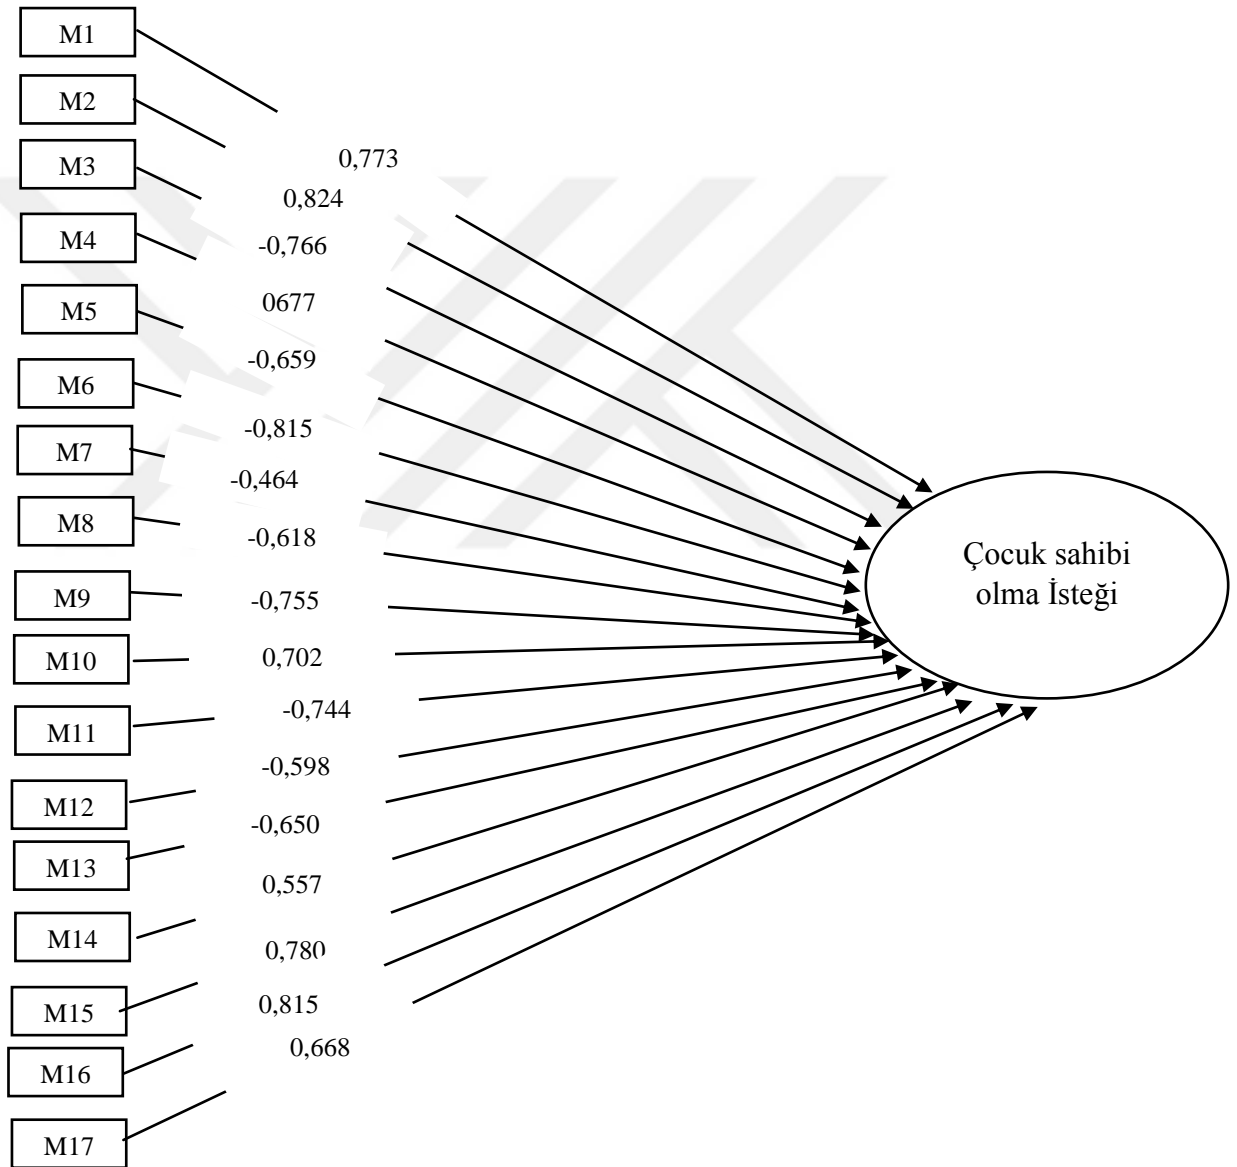 M1
M2
M3
M4
M5
M6
M7
M8
M9
M10
M11
M12
M13
M14
M15
M16
M17
0,773
0,824
-0,766
0677
-0,659
-0,815
-0,464
-0,618
-0,755
0,702
-0,744
-0,598
-0,650
0,557
0,780
0,815
0,668
Çocuk sahibi
olma İsteği